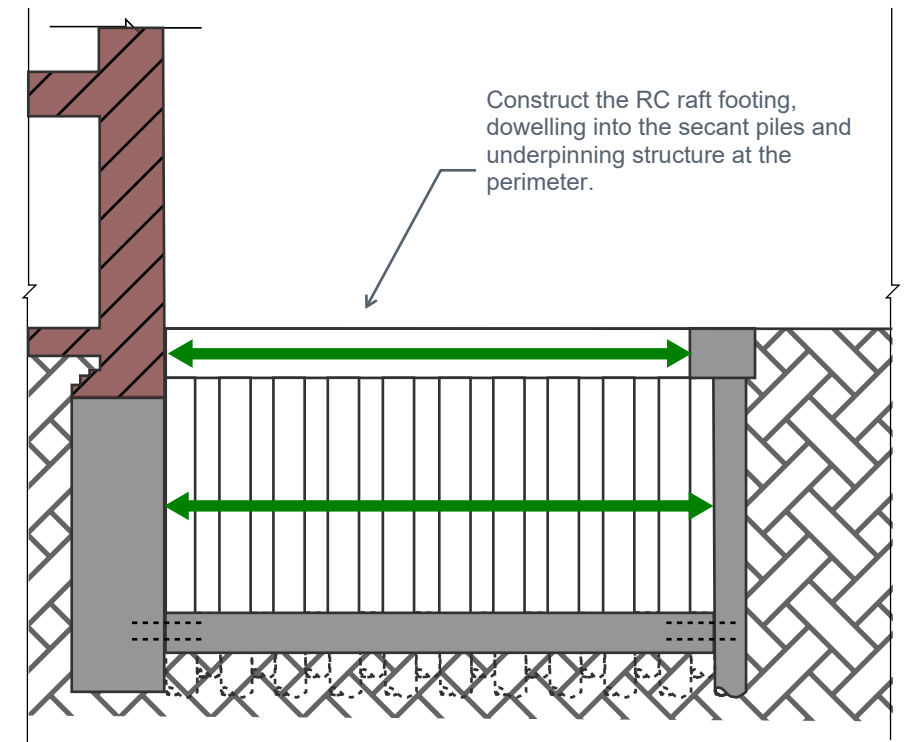 Construct the RC raft footing,
dowelling into the secant piles and
underpinning structure at the
perimeter.